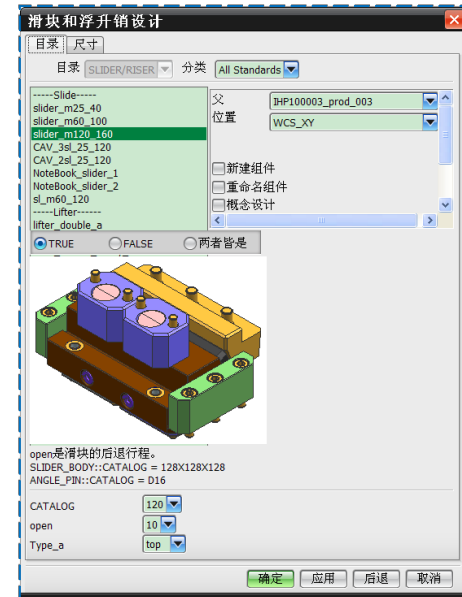 滑块和浮升销设计
目录 尺寸
目录 SLIDER/RISER 分类 All Standards
-----Slide-----
slider_m25_40
slider_m60_100
slider_m120_160
CAV_3sl_25_120
CAV_2sl_25_120
NoteBook_slider_1
NoteBook_slider_2
sl_m60_120
-----Lifter------
lifter_double_a
父 IHP100003_prod_003
位置 WCS_XY
新建组件
重命名组件
概念设计
TRUE FALSE 两者皆是
open是滑块的后退行程。
SLIDER_BODY::CATALOG = 128X128X128
ANGLE_PIN::CATALOG = D16
CATALOG 120
open 10
Type_a top
确定 应用 后退 取消